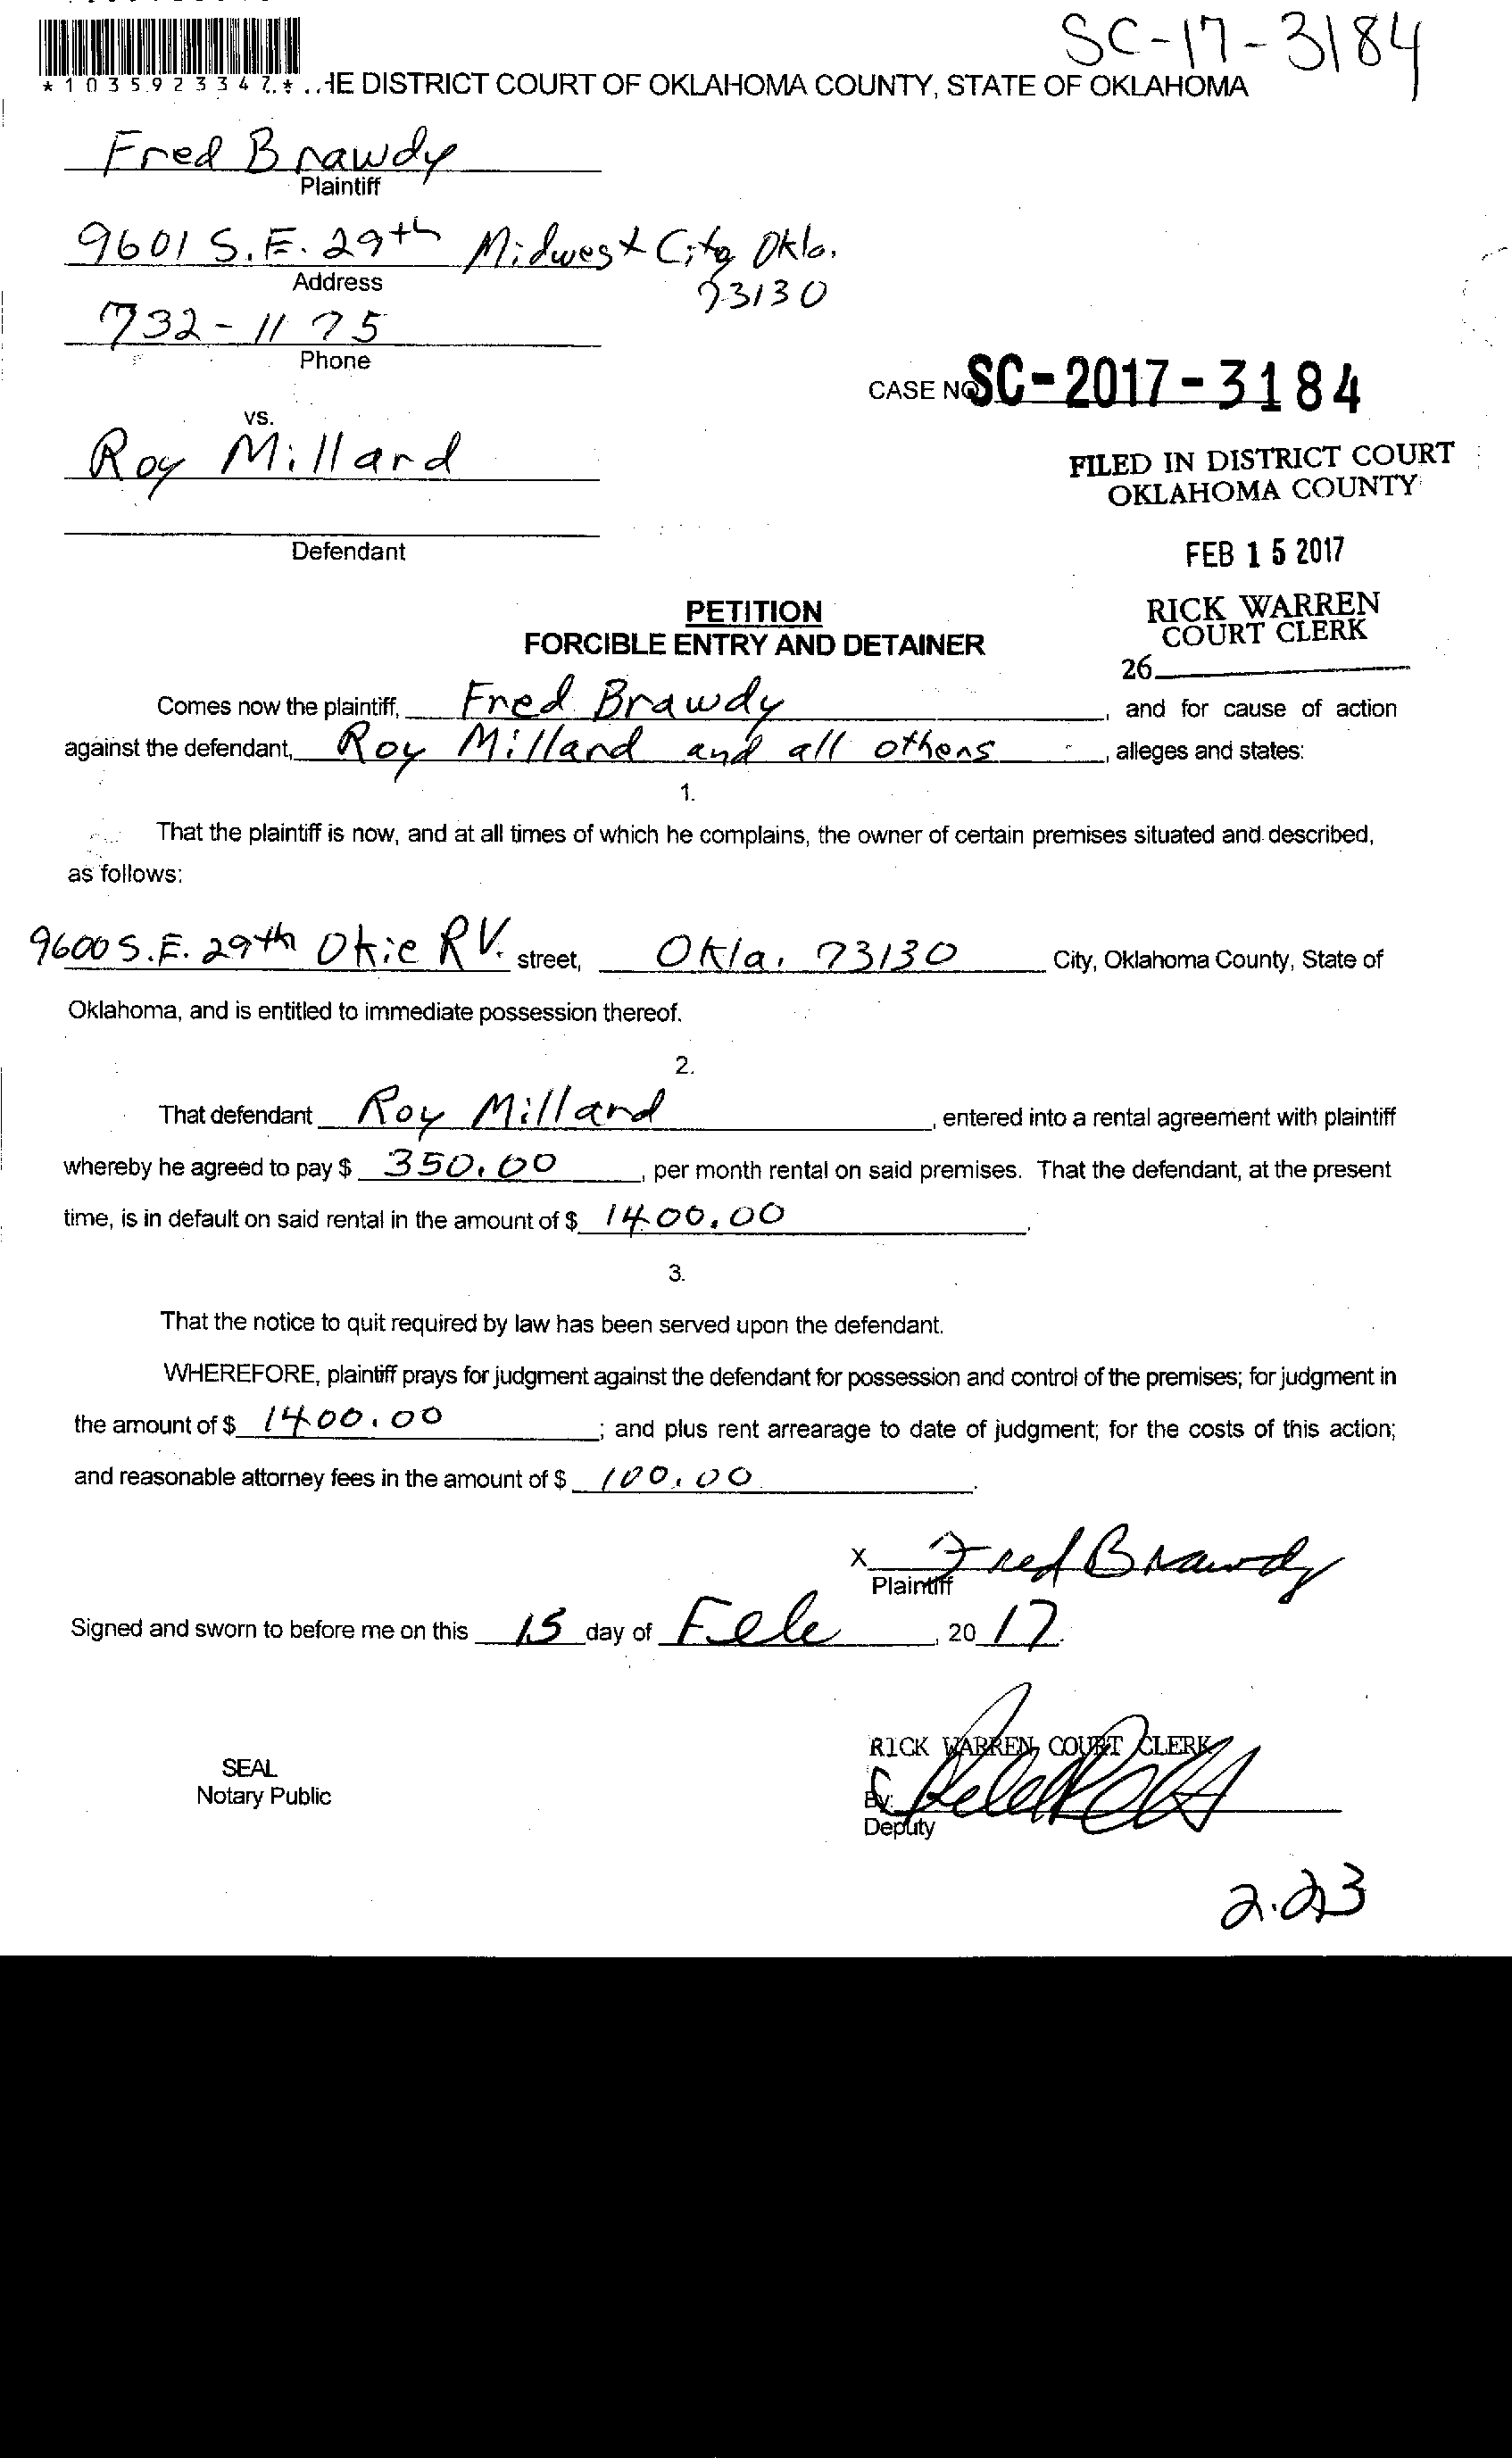 SC-17-3184
*1035923347* ..HE DISTRICT COURT OF OKLAHOMA COUNTY, STATE OF OKLAHOMA
Fred Brawdy
Plaintiff
9601 S.E. 29th Midwest City Okla.
Address
73130
732-1175
Phone
CASE NO SC-2017-3184
vs.
Roy Millard
FILED IN DISTRICT COURT
OKLAHOMA COUNTY
Defendant
FEB 15 2017
PETITION
RICK WARREN
COURT CLERK
FORCIBLE ENTRY AND DETAINER
26
Comes now the plaintiff, Fred Brawdy, and for cause of action
against the defendant, Roy Millard and all others, alleges and states:
1.
That the plaintiff is now, and at all times of which he complains, the owner of certain premises situated and described,
as follows:
9600 S.E. 29th Okie RV. street, Okla. 73130 City, Oklahoma County, State of
Oklahoma, and is entitled to immediate possession thereof.
2.
That defendant Roy Millard, entered into a rental agreement with plaintiff
whereby he agreed to pay $ 350.00, per month rental on said premises. That the defendant, at the present
time, is in default on said rental in the amount of $ 1400.00.
3.
That the notice to quit required by law has been served upon the defendant.
WHEREFORE, plaintiff prays for judgment against the defendant for possession and control of the premises; for judgment in
the amount of $ 1400.00; and plus rent arrearage to date of judgment; for the costs of this action;
and reasonable attorney fees in the amount of $ 100.00.
x Fred Brawdy
Plaintiff
Signed and sworn to before me on this 15 day of Feb, 20 17.
RICK WARREN, COURT CLERK
SEAL
Notary Public
By:
Deputy
2.23